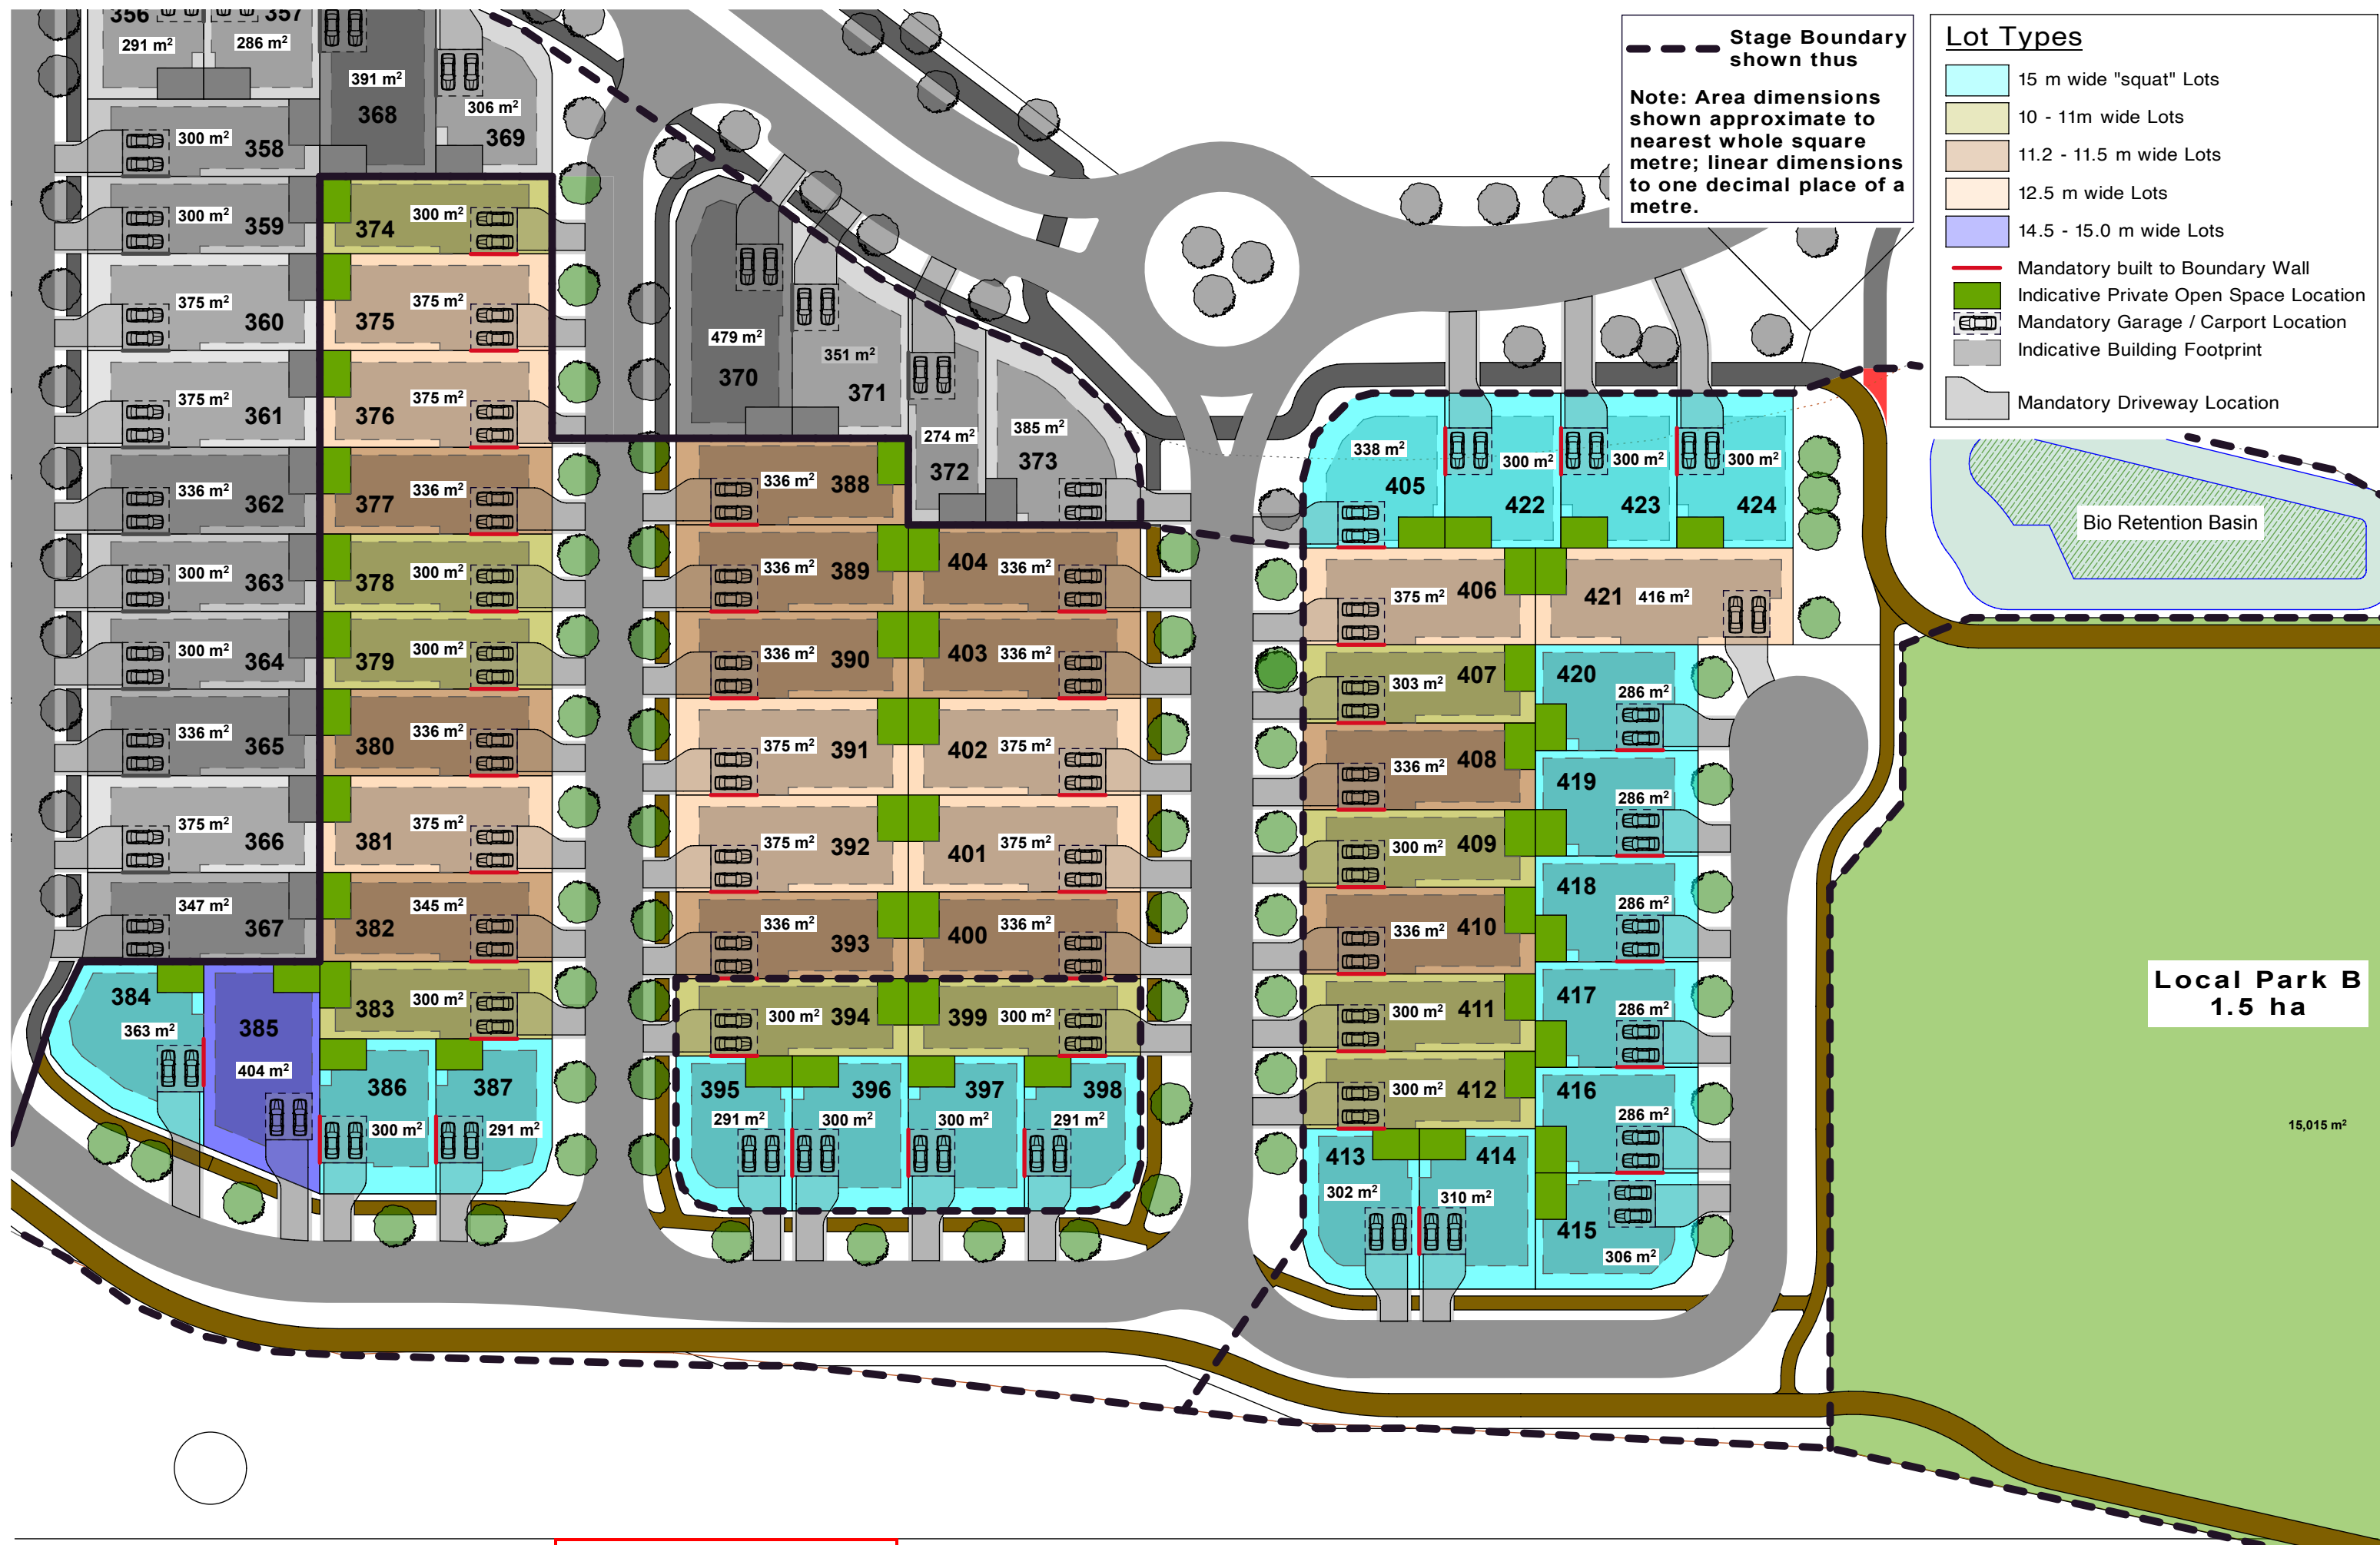 356
357
291 m²
286 m²
391 m²
368
306 m²
369
300 m²
358
300 m²
359
374
300 m²
375 m²
360
375
375 m²
375 m²
361
376
375 m²
336 m²
362
377
336 m²
300 m²
363
378
300 m²
300 m²
364
379
300 m²
336 m²
365
380
336 m²
375 m²
366
381
375 m²
347 m²
367
382
345 m²
384
363 m²
385
404 m²
383
300 m²
386
300 m²
387
291 m²
479 m²
370
351 m²
371
274 m²
372
385 m²
373
336 m²
388
336 m²
389
404
336 m²
336 m²
390
403
336 m²
375 m²
391
402
375 m²
375 m²
392
401
375 m²
336 m²
393
400
336 m²
300 m²
394
399
300 m²
395
291 m²
396
300 m²
397
300 m²
398
291 m²
338 m²
405
300 m²
422
300 m²
423
300 m²
424
375 m²
406
421
416 m²
303 m²
407
420
286 m²
336 m²
408
419
286 m²
300 m²
409
418
286 m²
336 m²
410
417
286 m²
300 m²
411
416
286 m²
300 m²
412
413
302 m²
414
310 m²
415
306 m²
Stage Boundary
shown thus
Note: Area dimensions
shown approximate to
nearest whole square
metre; linear dimensions
to one decimal place of a
metre.
Lot Types
15 m wide "squat" Lots
10 - 11m wide Lots
11.2 - 11.5 m wide Lots
12.5 m wide Lots
14.5 - 15.0 m wide Lots
Mandatory built to Boundary Wall
Indicative Private Open Space Location
Mandatory Garage / Carport Location
Indicative Building Footprint
Mandatory Driveway Location
Bio Retention Basin
Local Park B
1.5 ha
15,015 m²